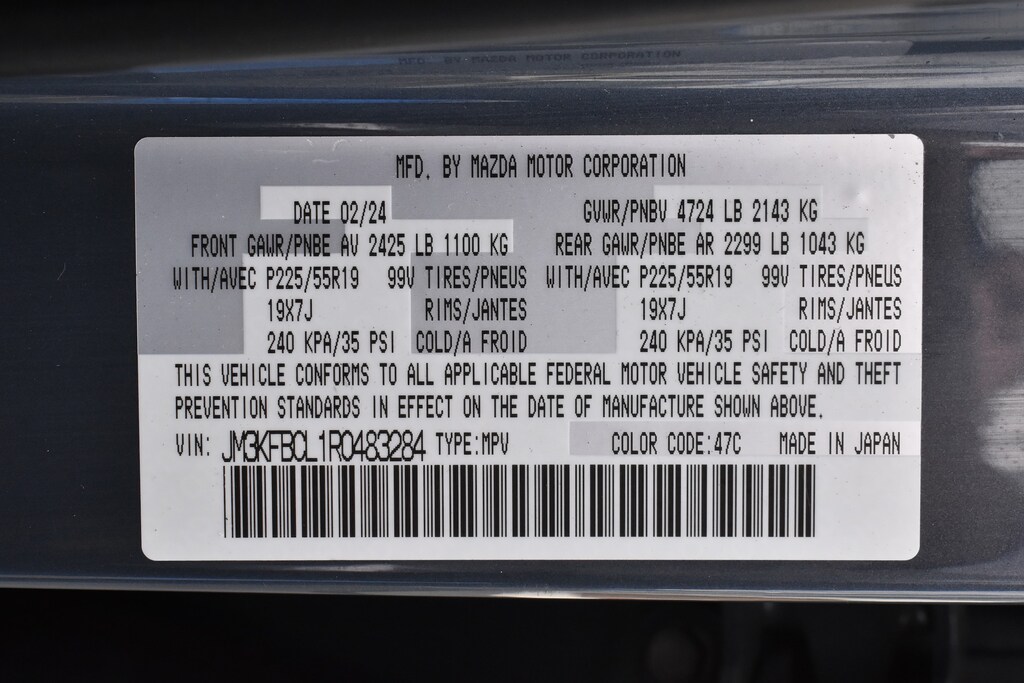 MFD. BY MAZDA MOTOR CORPORATION
MFD. BY MAZDA MOTOR CORPORATION
DATE 02/24 GVWR/PNBV 4724 LB 2143 KG
FRONT GAWR/PNBE AV 2425 LB 1100 KG REAR GAWR/PNBE AR 2299 LB 1043 KG
WITH/AVEC P225/55R19 99V TIRES/PNEUS WITH/AVEC P225/55R19 99V TIRES/PNEUS
19X7J RIMS/JANTES 19X7J RIMS/JANTES
240 KPA/35 PSI COLD/A FROID 240 KPA/35 PSI COLD/A FROID
THIS VEHICLE CONFORMS TO ALL APPLICABLE FEDERAL MOTOR VEHICLE SAFETY AND THEFT
PREVENTION STANDARDS IN EFFECT ON THE DATE OF MANUFACTURE SHOWN ABOVE.
VIN: JM3KFBCL1R0483284 TYPE:MPV COLOR CODE:47C MADE IN JAPAN